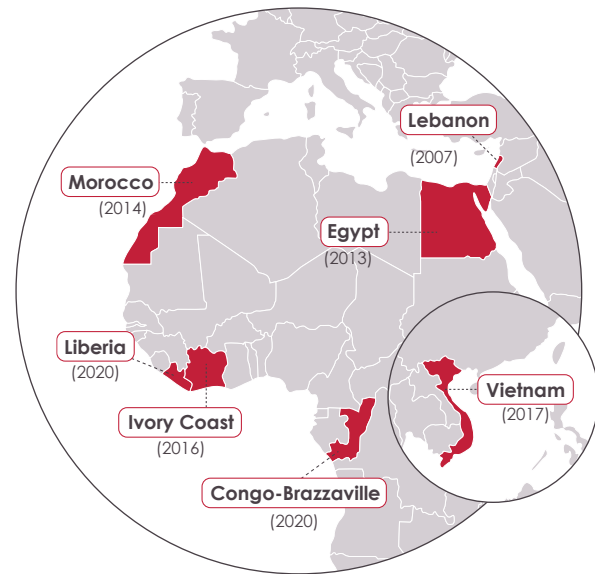 Lebanon
(2007)
Morocco
(2014)
Egypt
(2013)
Liberia
(2020)
Ivory Coast
(2016)
Vietnam
(2017)
Congo-Brazzaville
(2020)